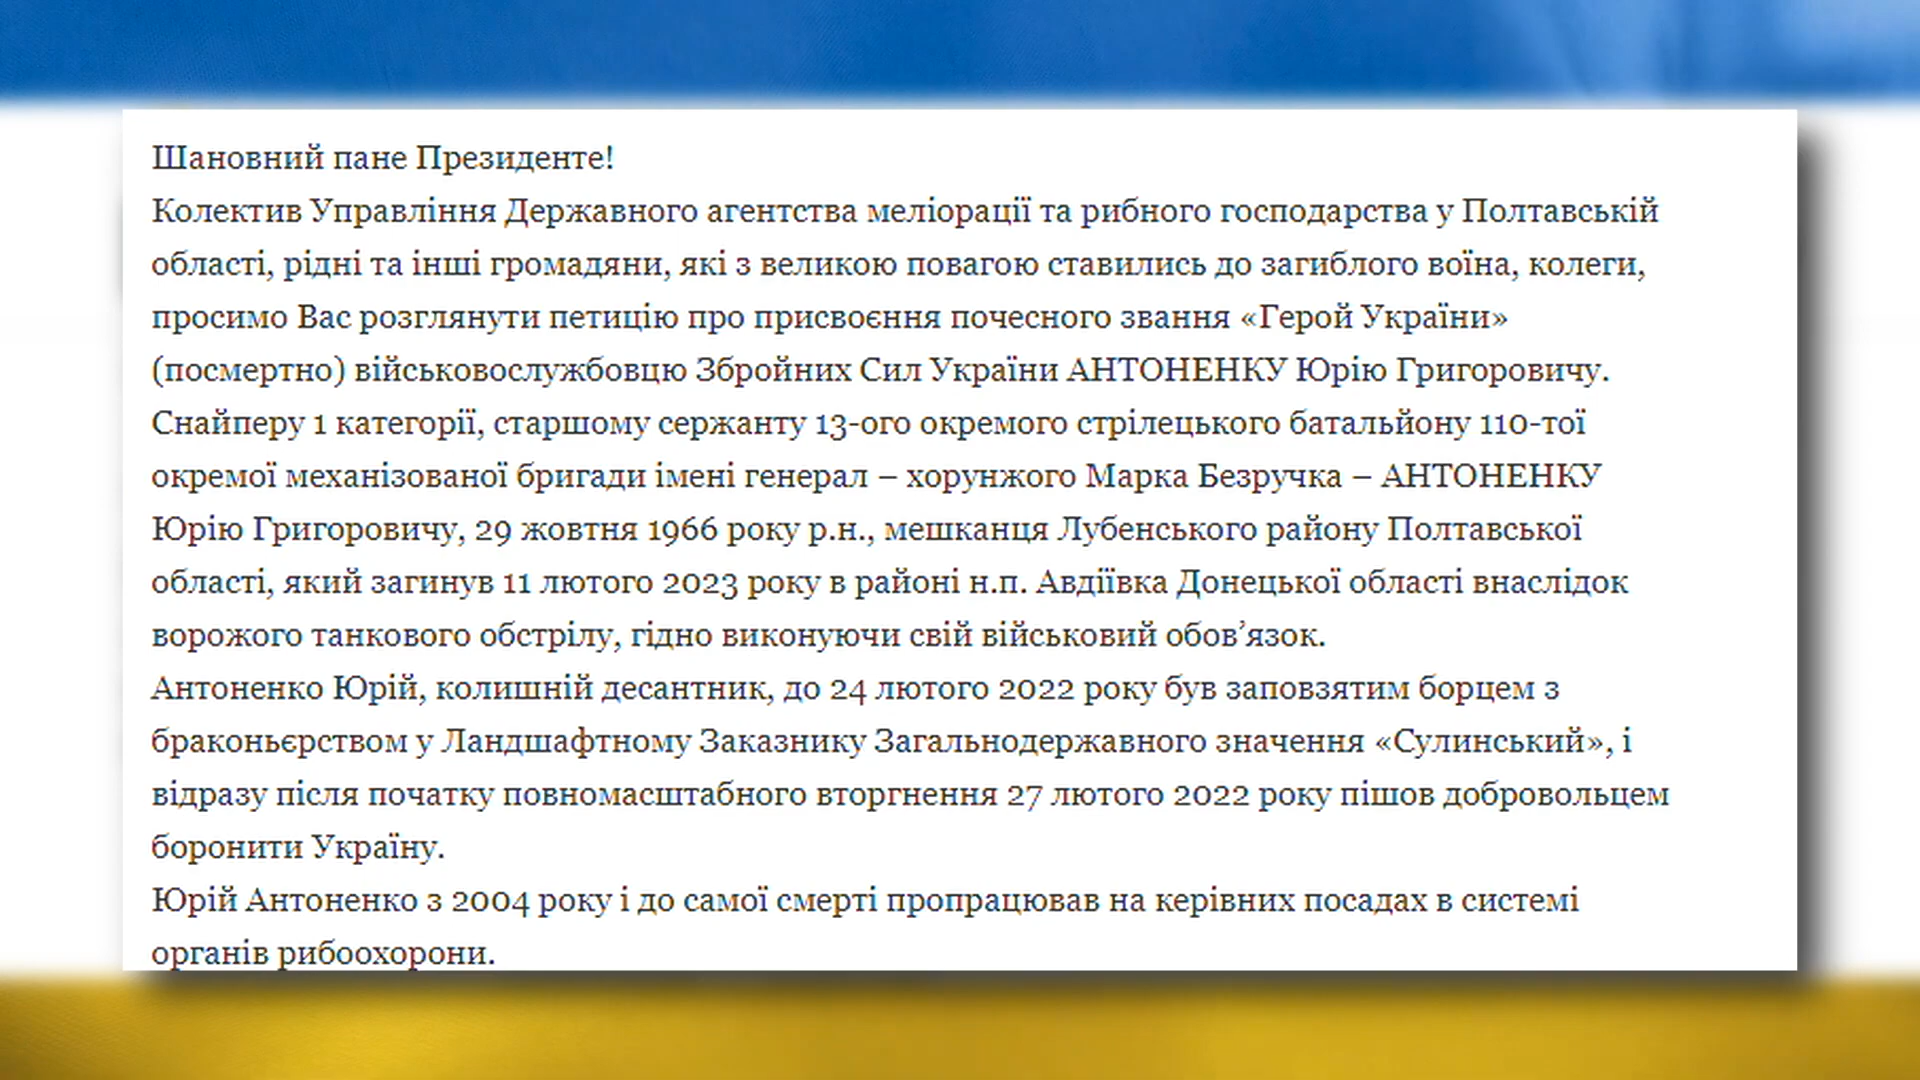 Шановний пане Президенте!
Колектив Управління Державного агентства меліорації та рибного господарства у Полтавській
області, рідні та інші громадяни, які з великою повагою ставились до загиблого воїна, колеги,
просимо Вас розглянути петицію про присвоєння почесного звання «Герой України»
(посмертно) військовослужбовцю Збройних Сил України АНТОНЕНКУ Юрію Григоровичу.
Снайперу 1 категорії, старшому сержанту 13-ого окремого стрілецького батальйону 110-тої
окремої механізованої бригади імені генерал – хорунжого Марка Безручка – АНТОНЕНКУ
Юрію Григоровичу, 29 жовтня 1966 року р.н., мешканця Лубенського району Полтавської
області, який загинув 11 лютого 2023 року в районі н.п. Авдіївка Донецької області внаслідок
ворожого танкового обстрілу, гідно виконуючи свій військовий обов’язок.
Антоненко Юрій, колишній десантник, до 24 лютого 2022 року був заповзятим борцем з
браконьєрством у Ландшафтному Заказнику Загальнодержавного значення «Сулинський», і
відразу після початку повномасштабного вторгнення 27 лютого 2022 року пішов добровольцем
боронити Україну.
Юрій Антоненко з 2004 року і до самої смерті пропрацював на керівних посадах в системі
органів рибоохорони.